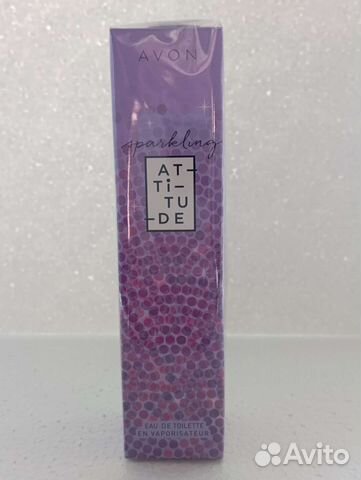 AVON
sparkling
AT-
Ti-
TU
-DE
EAU DE TOILETTE
EN VAPORISATEUR
Avito